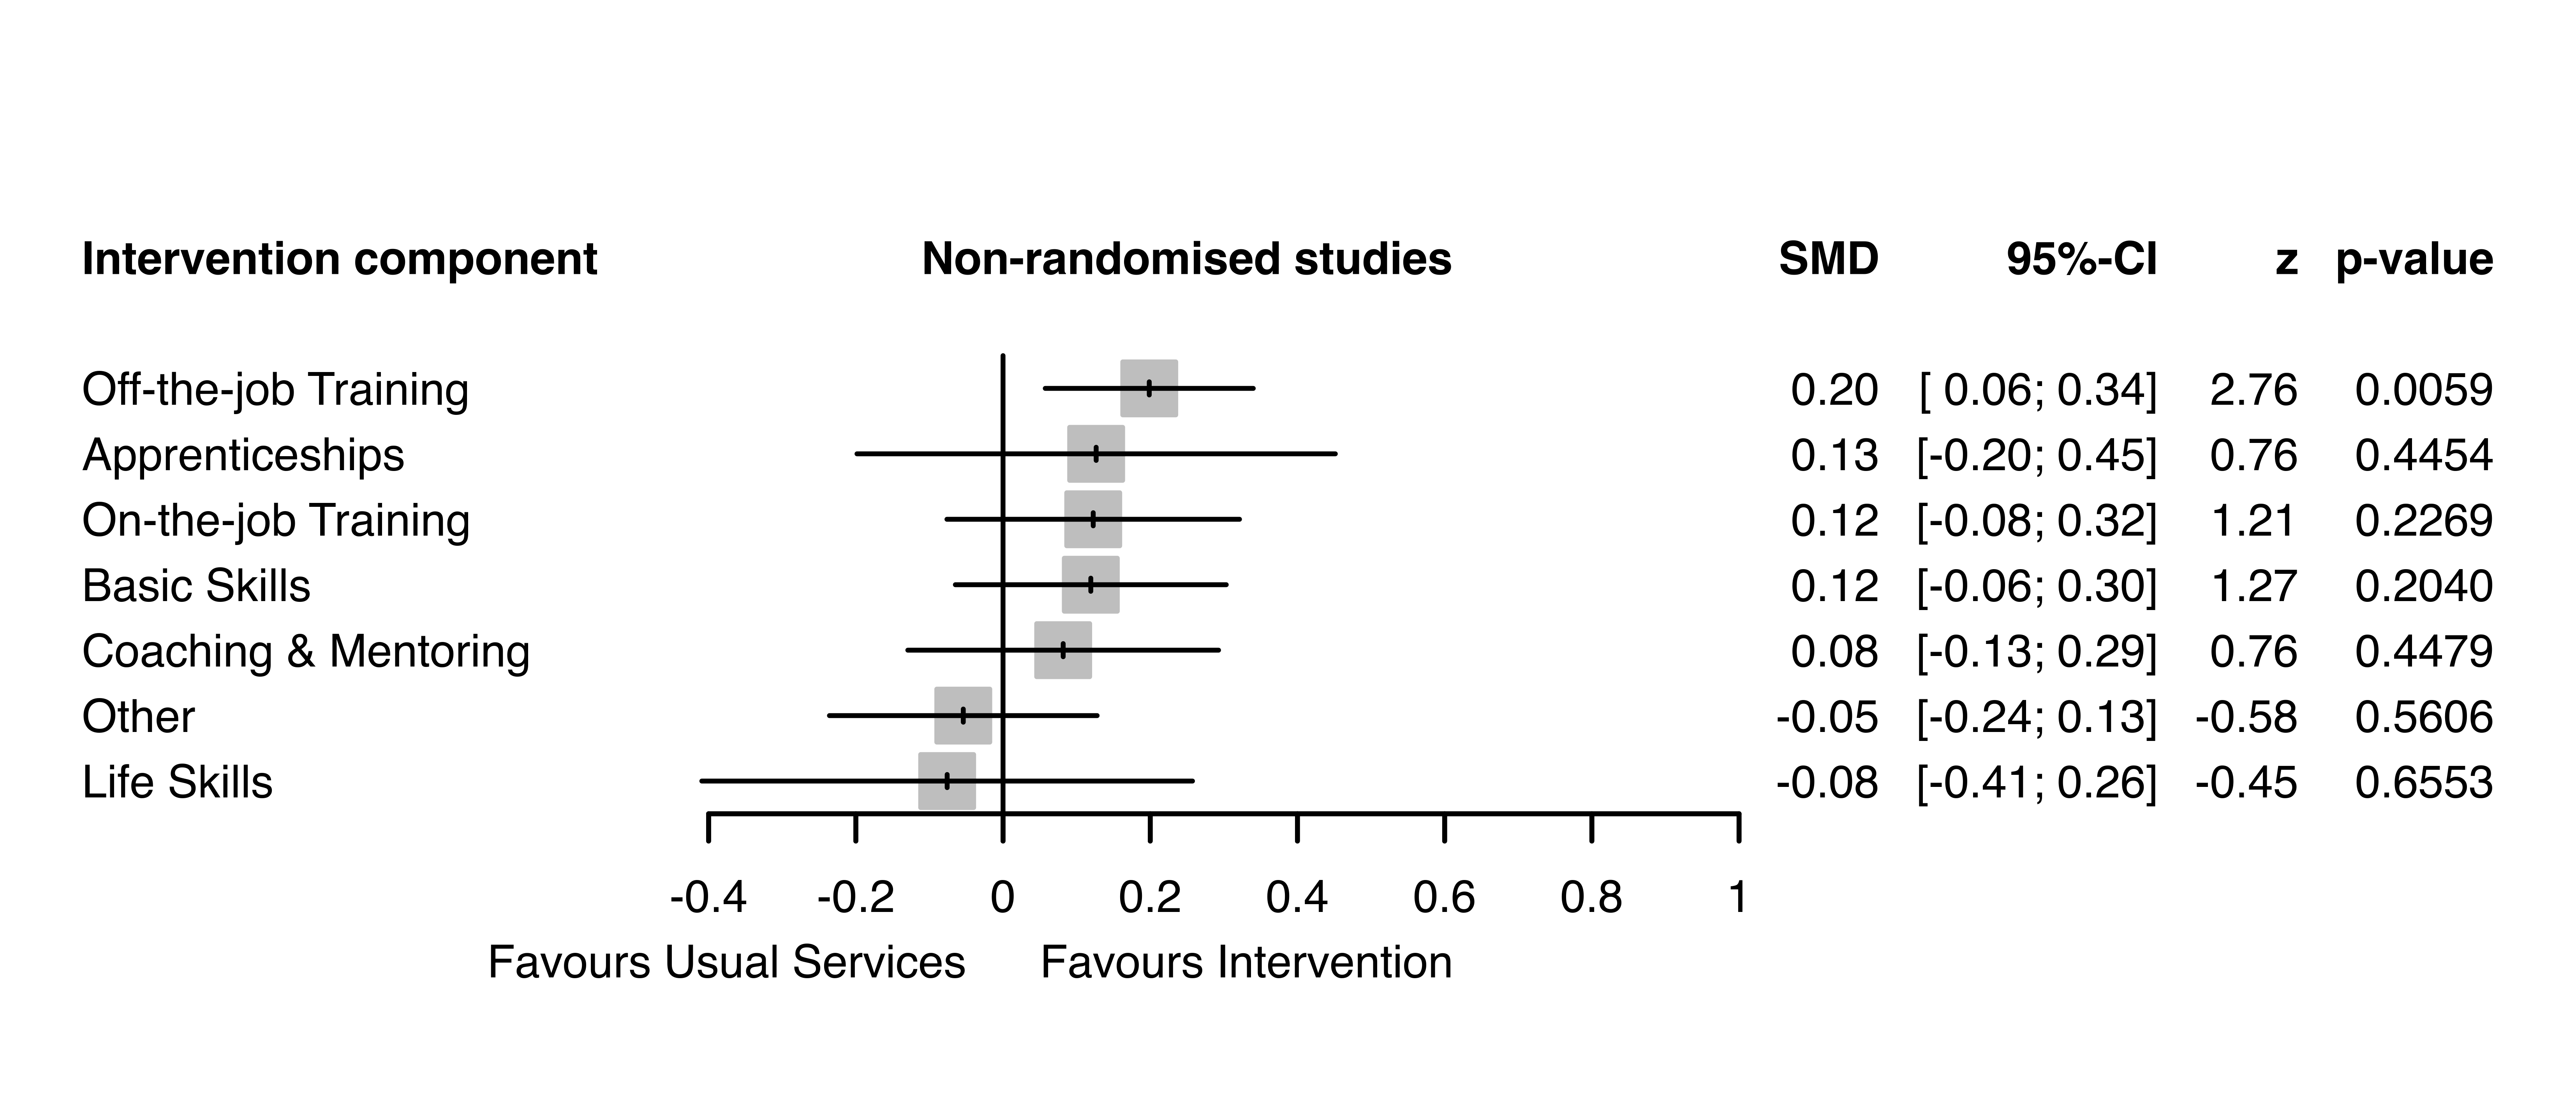 Intervention component Non-randomised studies SMD 95%-CI z p-value
Off-the-job Training 0.20 [ 0.06; 0.34] 2.76 0.0059
Apprenticeships 0.13 [-0.20; 0.45] 0.76 0.4454
On-the-job Training 0.12 [-0.08; 0.32] 1.21 0.2269
Basic Skills 0.12 [-0.06; 0.30] 1.27 0.2040
Coaching & Mentoring 0.08 [-0.13; 0.29] 0.76 0.4479
Other -0.05 [-0.24; 0.13] -0.58 0.5606
Life Skills -0.08 [-0.41; 0.26] -0.45 0.6553
-0.4 -0.2 0 0.2 0.4 0.6 0.8 1
Favours Usual Services Favours Intervention